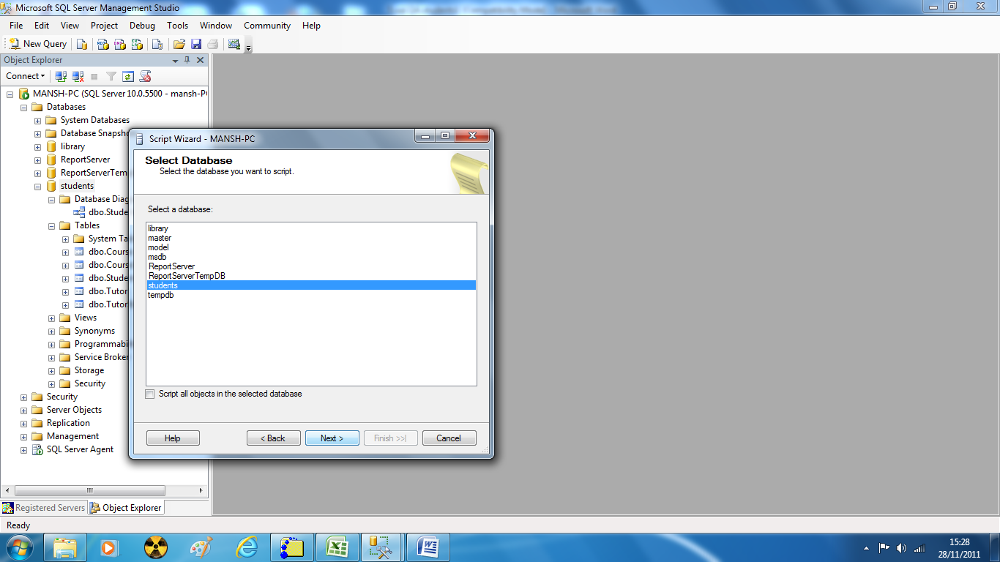 Microsoft SQL Server Management Studio
File Edit View Project Debug Tools Window Community Help
New Query
Object Explorer
Connect
MANSH-PC (SQL Server 10.0.5500 - mansh-P
Databases
System Databases
Database Snapsh
library
ReportServer
ReportServerTem
students
Database Diag
dbo.Stude
Tables
System Ta
dbo.Cours
dbo.Cours
dbo.Stude
dbo.Tutor
dbo.Tutor
Views
Synonyms
Programmabi
Service Broker
Storage
Security
Security
Server Objects
Replication
Management
SQL Server Agent
Registered Servers Object Explorer
Ready
Script Wizard - MANSH-PC
Select Database
Select the database you want to script.
Select a database:
library
master
model
msdb
ReportServer
ReportServerTempDB
students
tempdb
Script all objects in the selected database
Help < Back Next > Finish >>| Cancel
15:28
28/11/2011